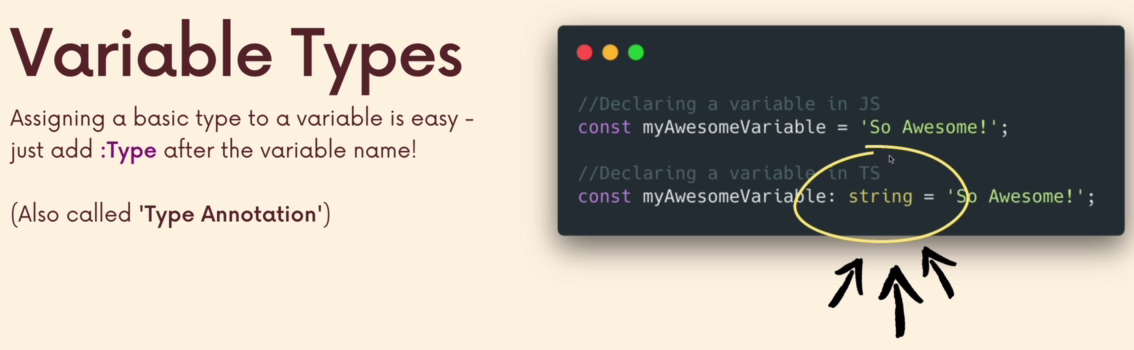 Variable Types
Assigning a basic type to a variable is easy -
just add :Type after the variable name!
(Also called 'Type Annotation')
//Declaring a variable in JS
const myAwesomeVariable = 'So Awesome!';
//Declaring a variable in TS
const myAwesomeVariable: string = 'So Awesome!';